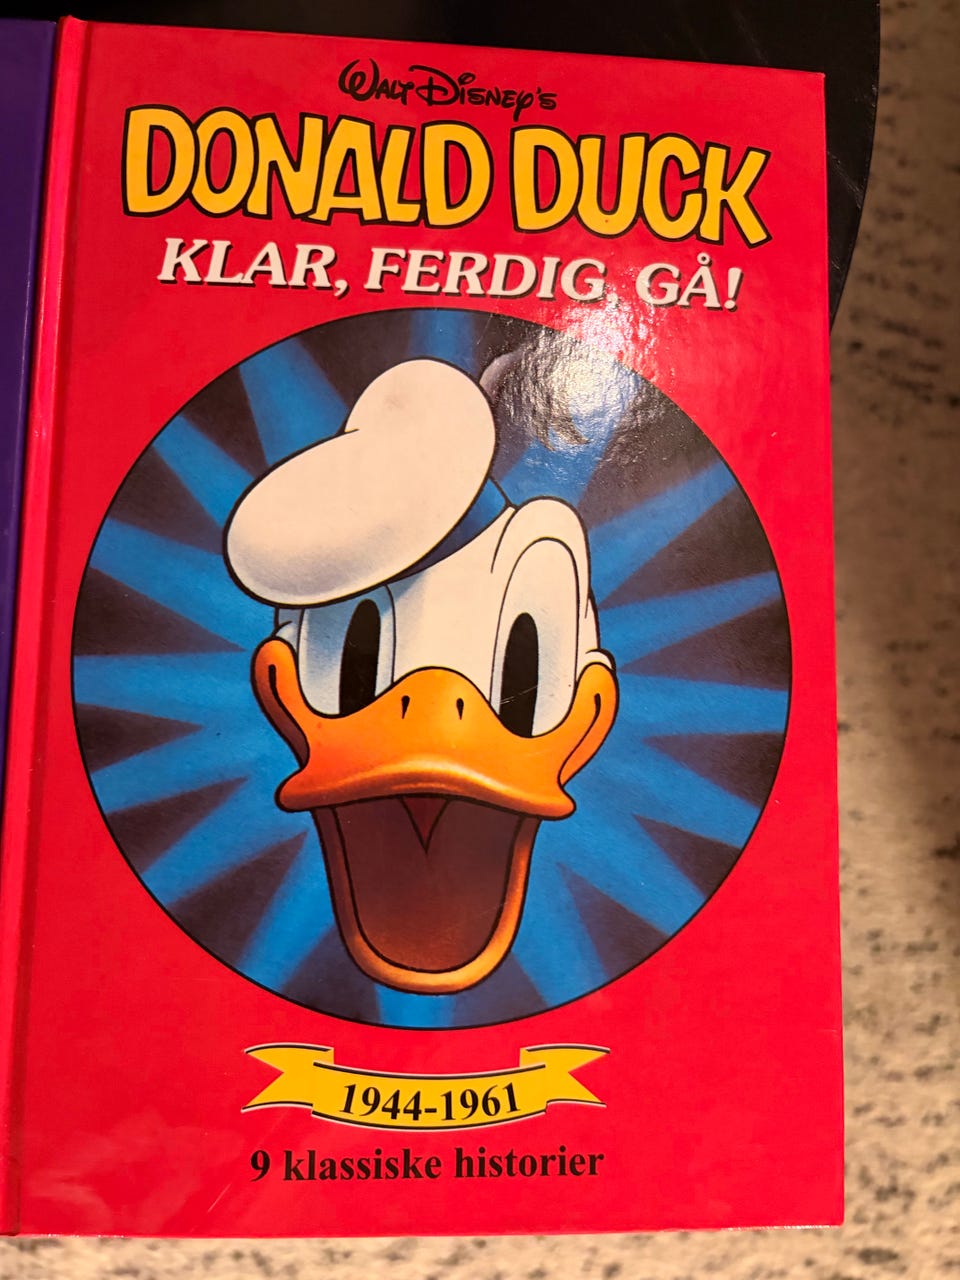 WALT DISNEY'S
DONALD DUCK
KLAR, FERDIG, GÅ!
1944-1961
9 klassiske historier